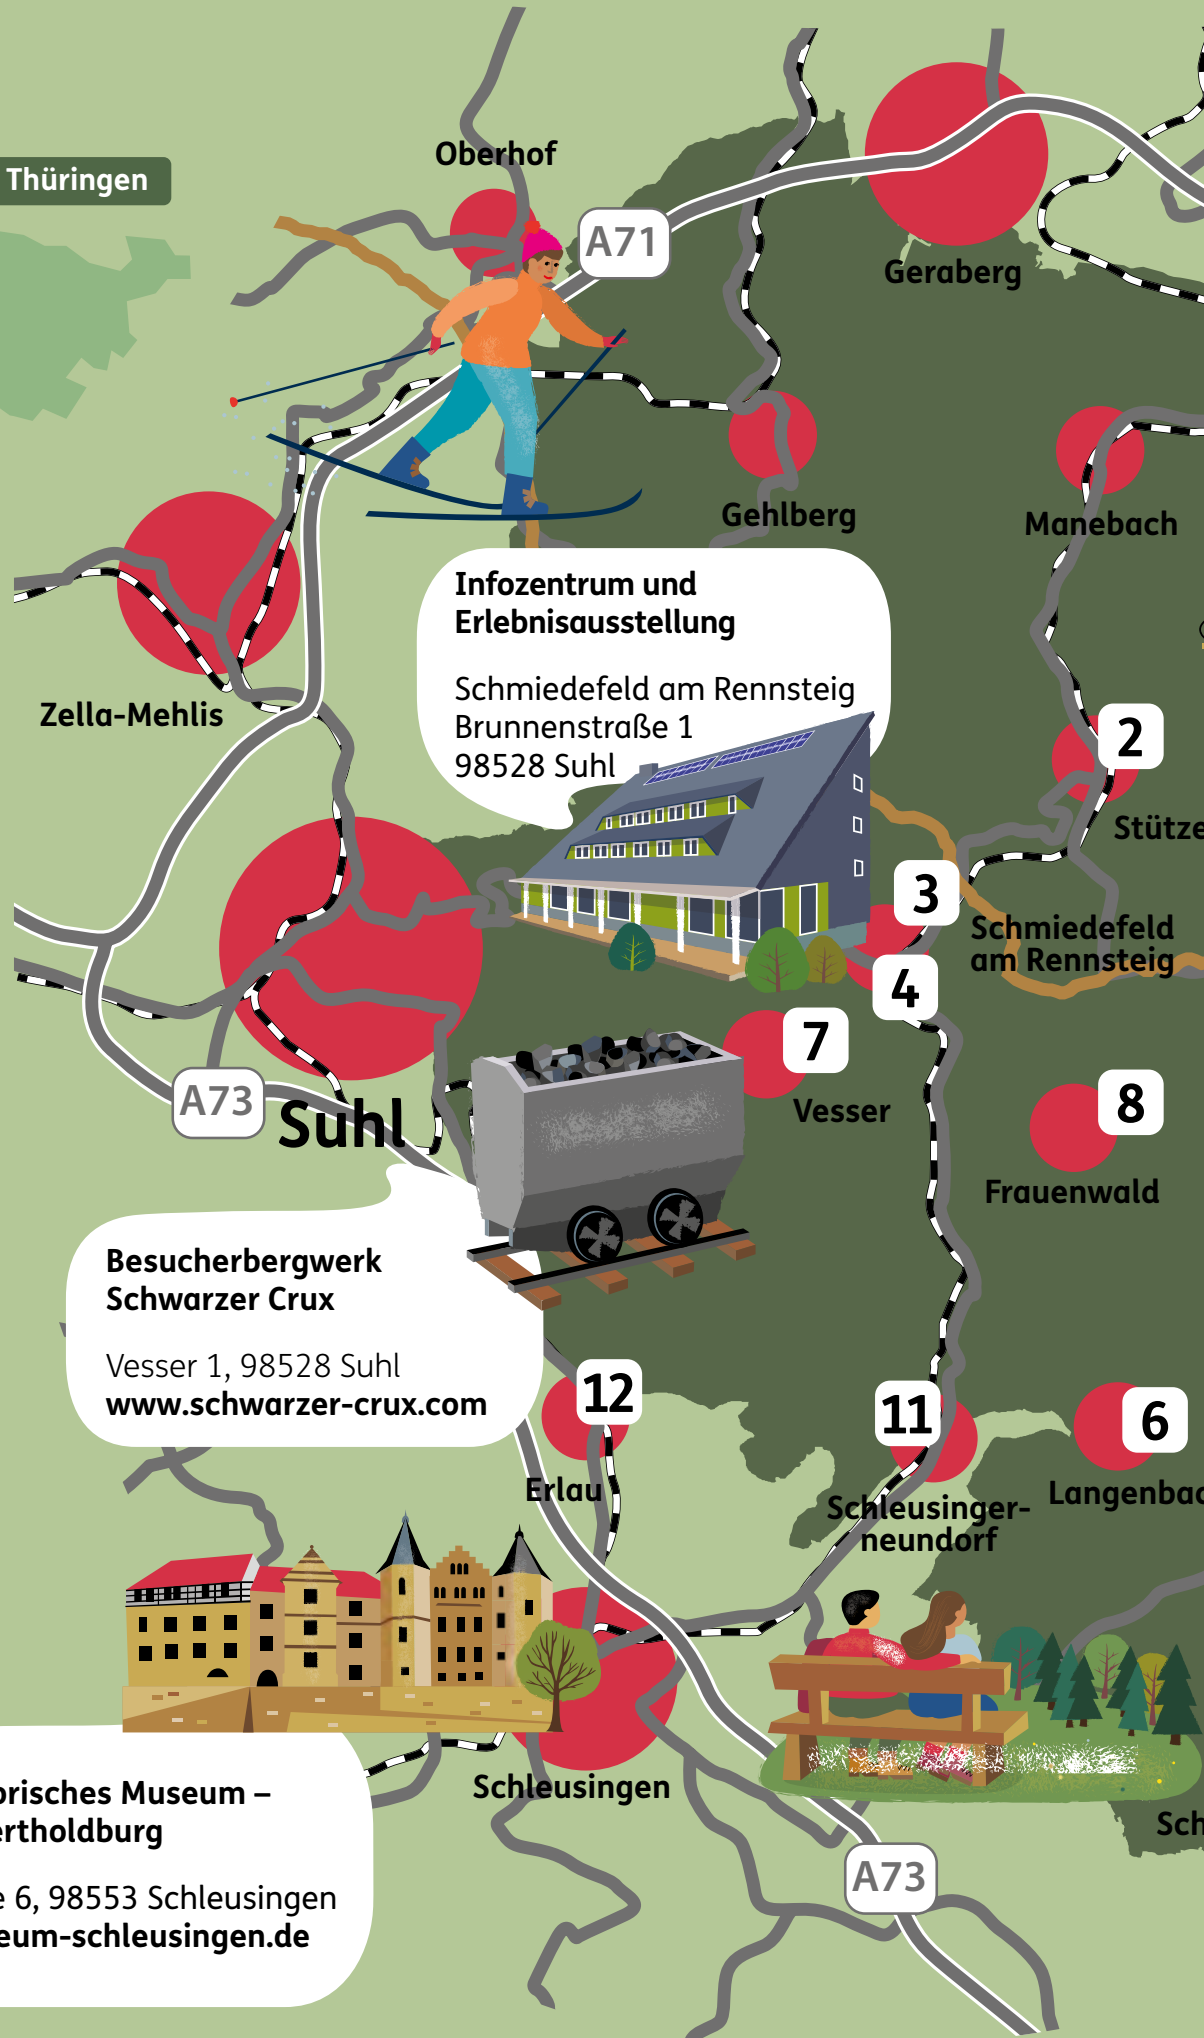 Oberhof
Thüringen
A71
Geraberg
Gehlberg
Manebach
Infozentrum und
Erlebnisausstellung
Schmiedefeld am Rennsteig
Brunnenstraße 1
98528 Suhl
Zella-Mehlis
2
Stütze
3
Schmiedefeld
am Rennsteig
4
7
Vesser
8
Frauenwald
A73
Suhl
Besucherbergwerk
Schwarzer Crux
Vesser 1, 98528 Suhl
www.schwarzer-crux.com
12
Erlau
11
Schleusinger-
neundorf
6
Langenbac
Schleusingen
orisches Museum –
ertholdburg
e 6, 98553 Schleusingen
eum-schleusingen.de
Sch
A73